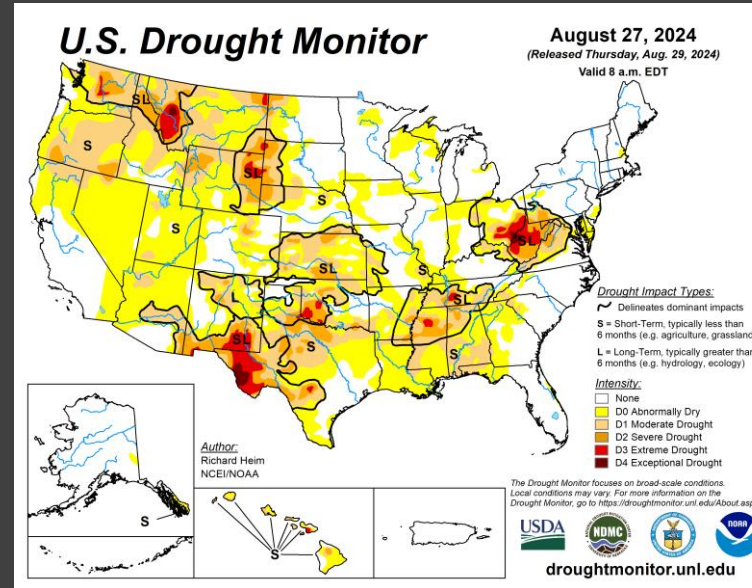 U.S. Drought Monitor
August 27, 2024
(Released Thursday, Aug. 29, 2024)
Valid 8 a.m. EDT
SL
S
SL
S
S
SL
S
SL
L
SL
S
SL
SL
S
S
S
Drought Impact Types:
Delineates dominant impacts
S = Short-Term, typically less than
6 months (e.g. agriculture, grassland
L = Long-Term, typically greater than
6 months (e.g. hydrology, ecology)
Intensity:
None
D0 Abnormally Dry
D1 Moderate Drought
D2 Severe Drought
D3 Extreme Drought
D4 Exceptional Drought
Author:
Richard Heim
NCEI/NOAA
The Drought Monitor focuses on broad-scale conditions.
Local conditions may vary. For more information on the
Drought Monitor, go to https://droughtmonitor.unl.edu/About.asp
USDA
NDMC
NOAA
droughtmonitor.unl.edu